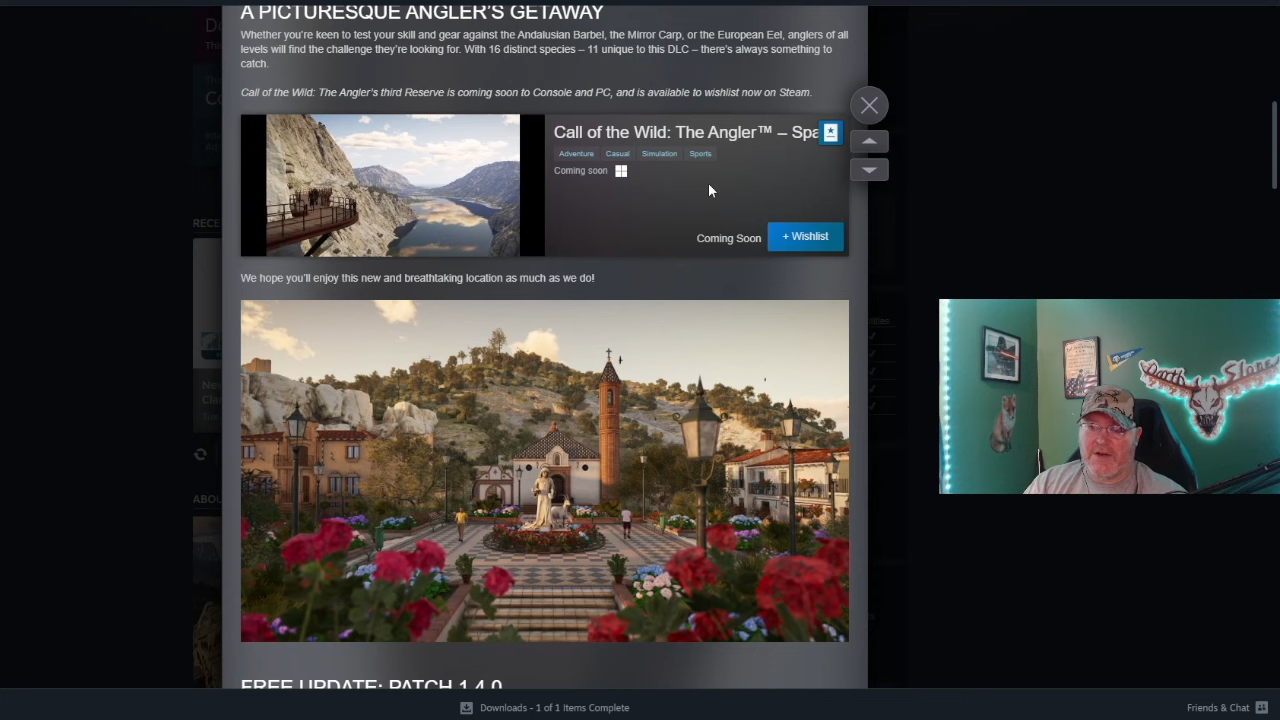 A PICTURESQUE ANGLER'S GETAWAY
Whether you're keen to test your skill and gear against the Andalusian Barbel, the Mirror Carp, or the European Eel, anglers of all
levels will find the challenge they're looking for. With 16 distinct species – 11 unique to this DLC – there's always something to
catch.
Call of the Wild: The Angler's third Reserve is coming soon to Console and PC, and is available to wishlist now on Steam.
Call of the Wild: The Angler™ – Spa
Adventure Casual Simulation Sports
Coming soon
Coming Soon + Wishlist
We hope you'll enjoy this new and breathtaking location as much as we do!
FREE UPDATE: PATCH 1.4.0
RECE
ABOU
Downloads - 1 of 1 Items Complete
Friends & Chat